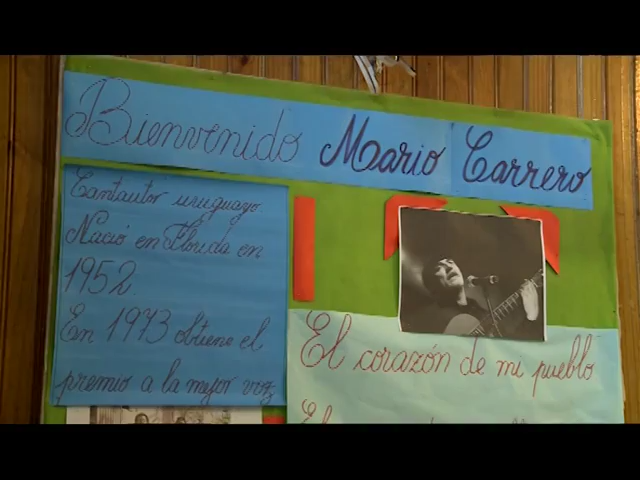 Bienvenido Mario Carrero
Cantautor uruguayo.
Nació en Florida en
1952.
En 1973 obtiene el
premio a la mejor voz
El corazón de mi pueblo
El